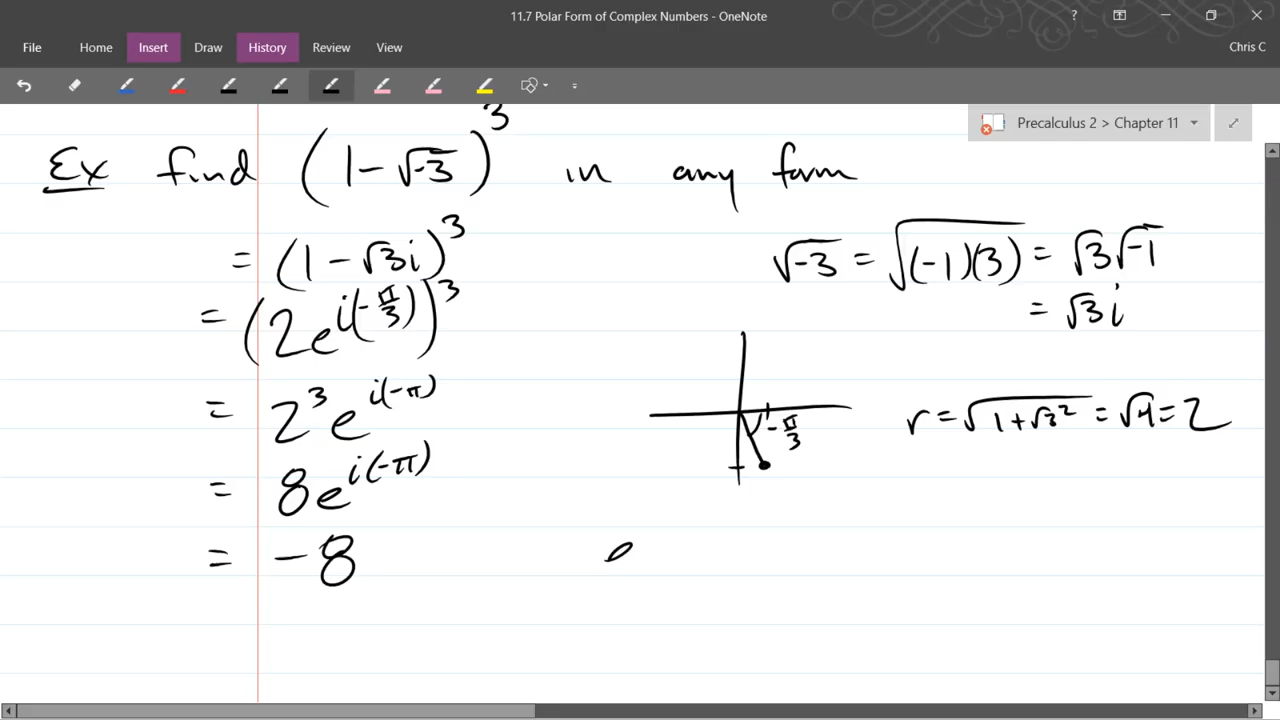 11.7 Polar Form of Complex Numbers - OneNote
?
File Home Insert Draw History Review View
Chris C
Precalculus 2 > Chapter 11
Ex find (1 - √-3)³ in any form
= (1 - √3i)³
√-3 = √(-1)(3) = √3√-1
= √3i
= (2e^i(-π/3))³
= 2³e^i(-π)
-π/3
r = √1+√3² = √4 = 2
= 8e^i(-π)
= -8
e